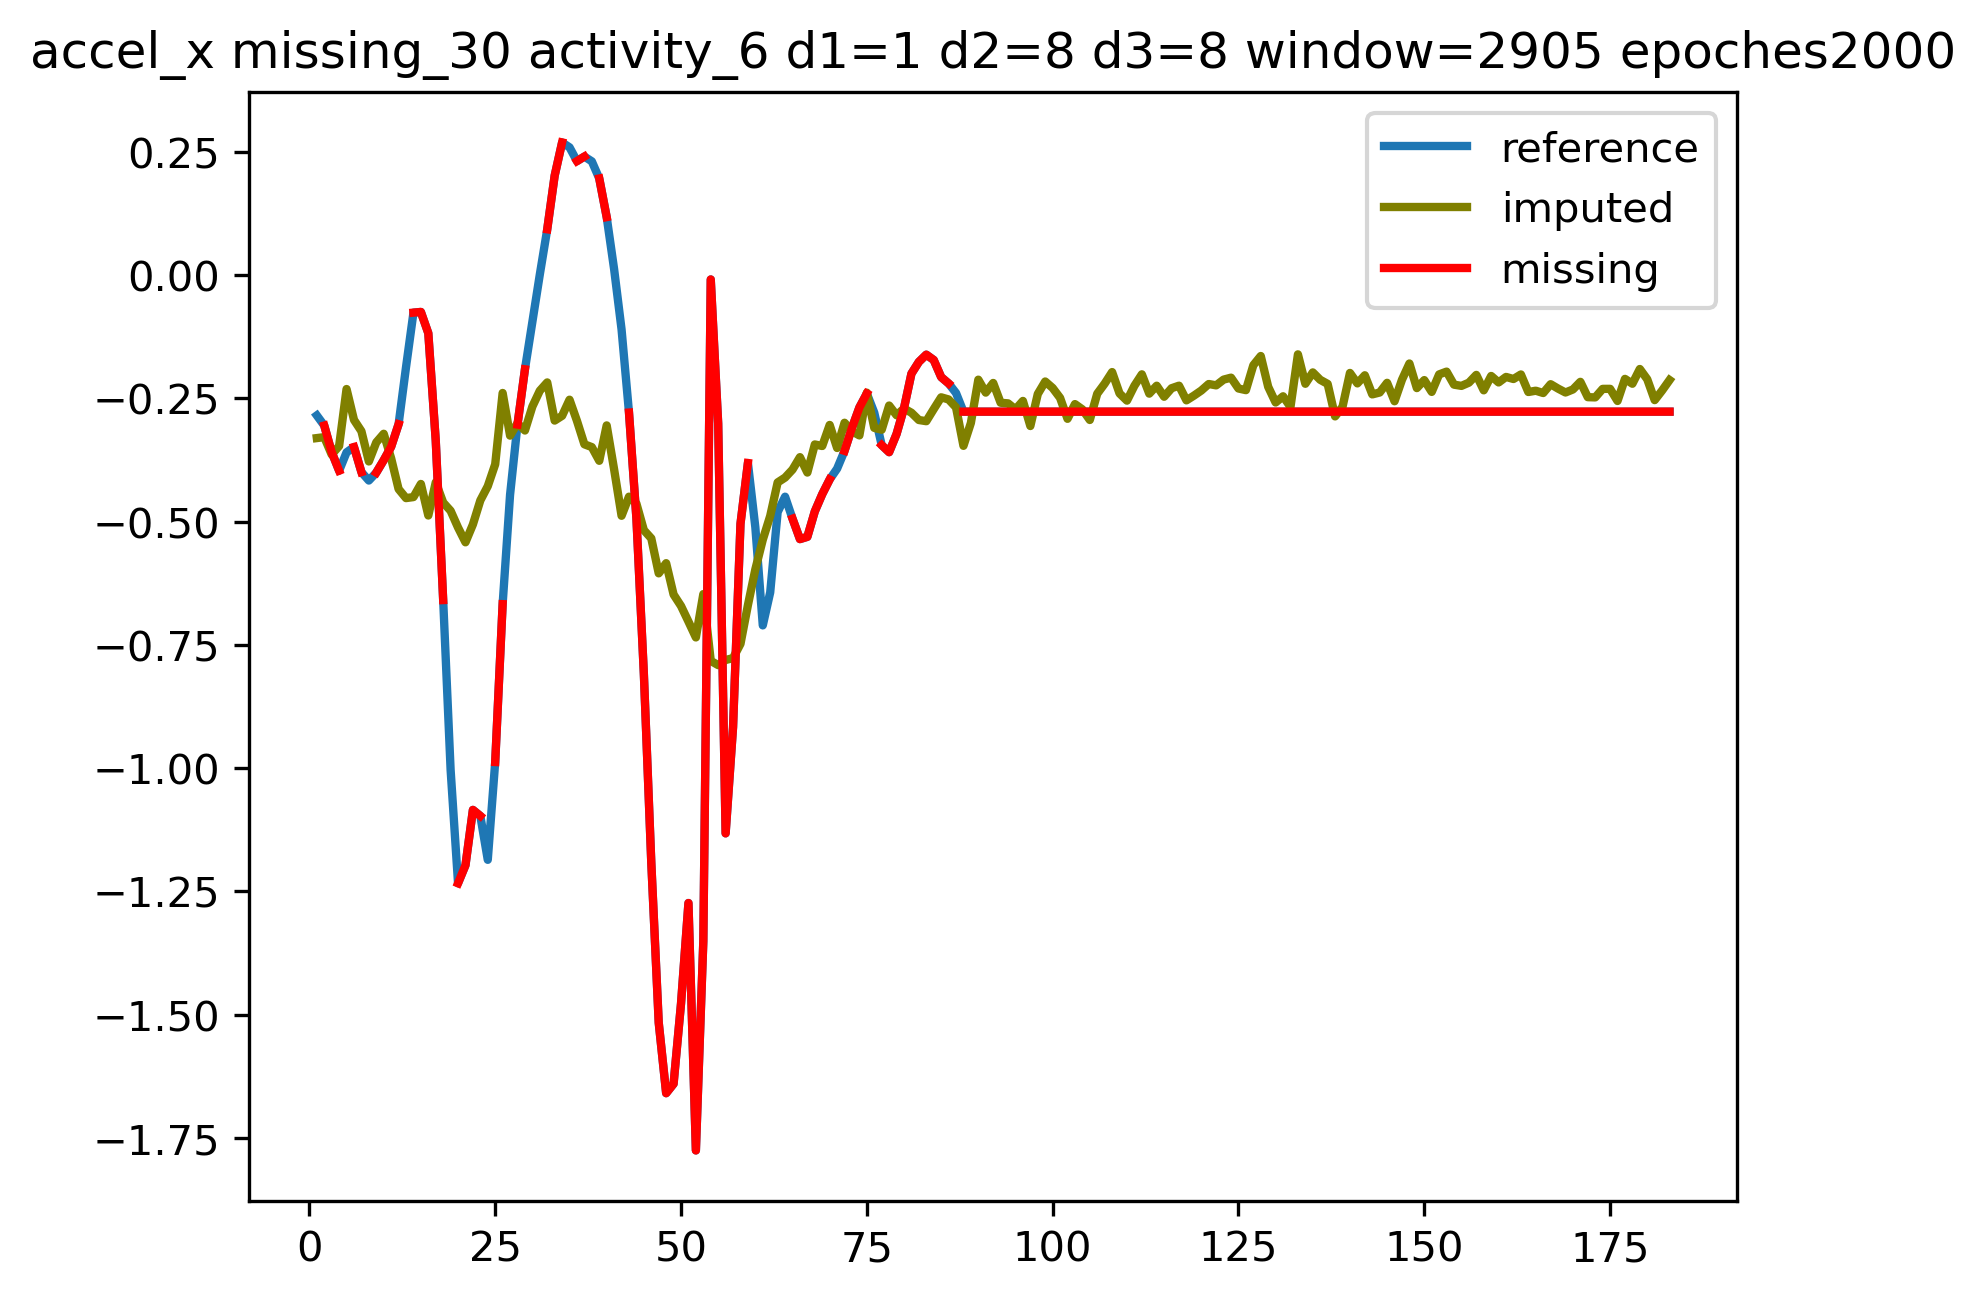 accel_x missing_30 activity_6 d1=1 d2=8 d3=8 window=2905 epoches2000
reference
imputed
missing
0.25
0.00
−0.25
−0.50
−0.75
−1.00
−1.25
−1.50
−1.75
0 25 50 75 100 125 150 175